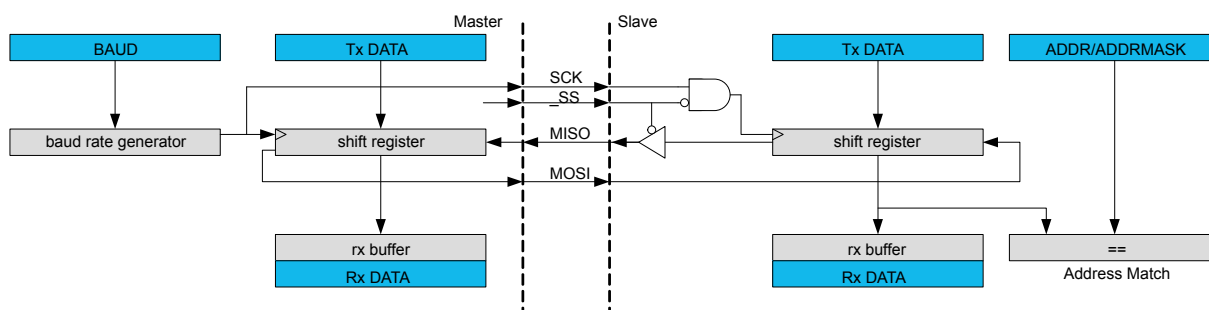 Master
Slave
BAUD
Tx DATA
Tx DATA
ADDR/ADDRMASK
SCK
_SS
baud rate generator
shift register
MISO
shift register
MOSI
rx buffer
rx buffer
==
Rx DATA
Rx DATA
Address Match